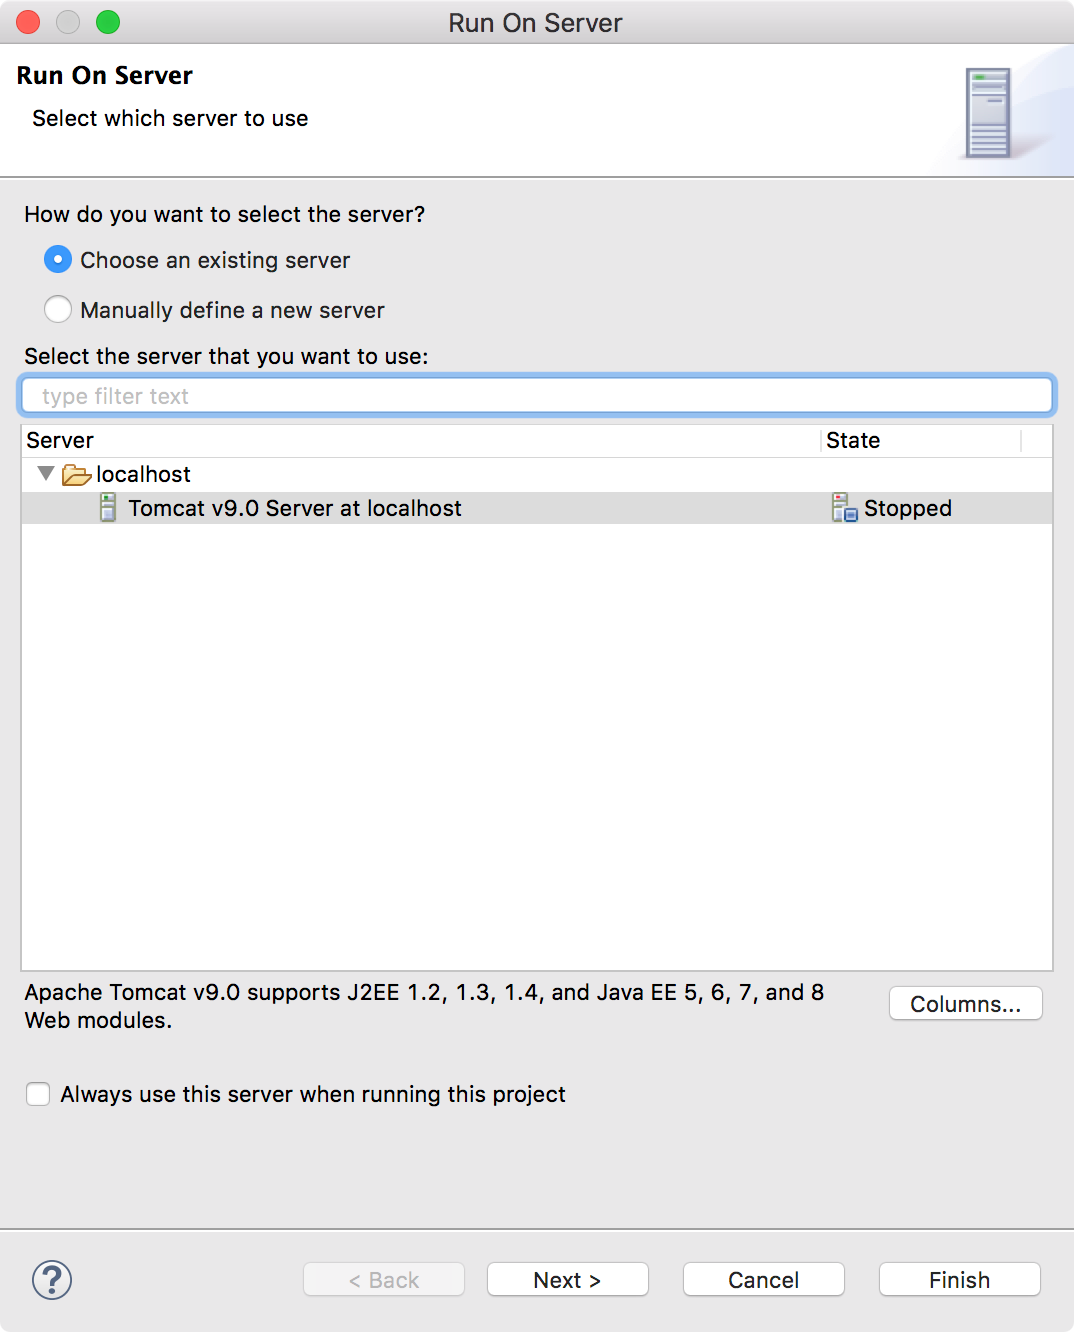 Run On Server
Run On Server
Select which server to use
How do you want to select the server?
Choose an existing server
Manually define a new server
Select the server that you want to use:
type filter text
Server State
localhost
Tomcat v9.0 Server at localhost Stopped
Apache Tomcat v9.0 supports J2EE 1.2, 1.3, 1.4, and Java EE 5, 6, 7, and 8
Web modules.
Columns...
Always use this server when running this project
? < Back Next > Cancel Finish